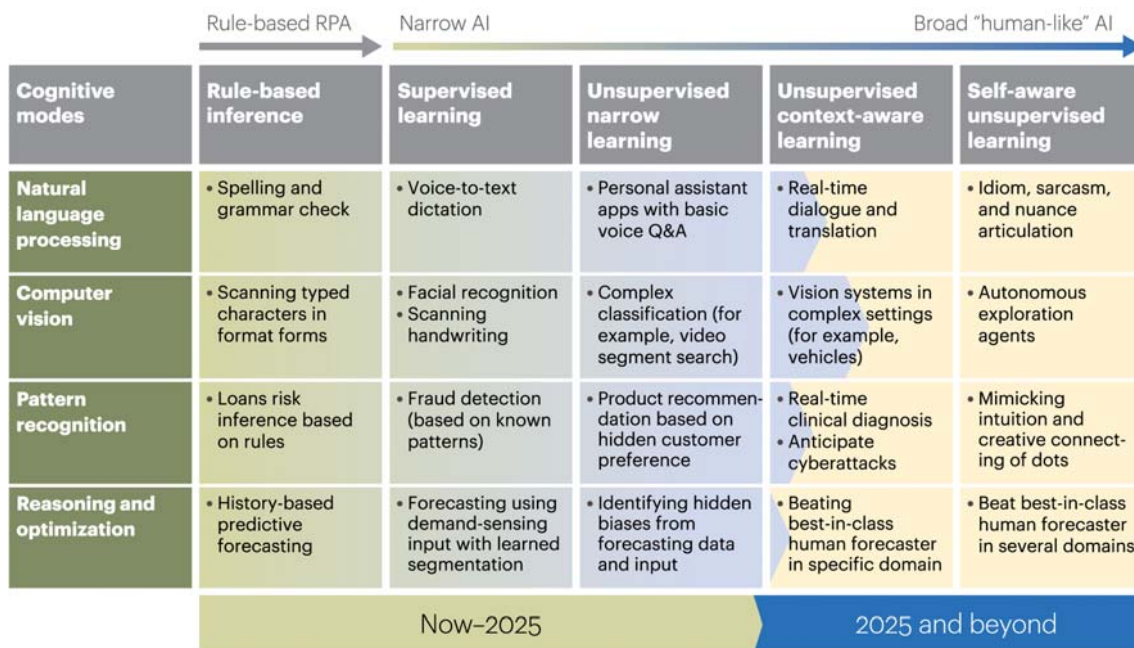 Rule-based RPA
Narrow AI
Broad “human-like” AI
Cognitive
modes
Rule-based
inference
Supervised
learning
Unsupervised
narrow
learning
Unsupervised
context-aware
learning
Self-aware
unsupervised
learning
Natural
language
processing
• Spelling and
grammar check
• Voice-to-text
dictation
• Personal assistant
apps with basic
voice Q&A
• Real-time
dialogue and
translation
• Idiom, sarcasm,
and nuance
articulation
Computer
vision
• Scanning typed
characters in
format forms
• Facial recognition
• Scanning
handwriting
• Complex
classification (for
example, video
segment search)
• Vision systems in
complex settings
(for example,
vehicles)
• Autonomous
exploration
agents
Pattern
recognition
• Loans risk
inference based
on rules
• Fraud detection
(based on known
patterns)
• Product recommen-
dation based on
hidden customer
preference
• Real-time
clinical diagnosis
• Anticipate
cyberattacks
• Mimicking
intuition and
creative connect-
ing of dots
Reasoning and
optimization
• History-based
predictive
forecasting
• Forecasting using
demand-sensing
input with learned
segmentation
• Identifying hidden
biases from
forecasting data
and input
• Beating
best-in-class
human forecaster
in specific domain
• Beat best-in-class
human forecaster
in several domains
Now–2025
2025 and beyond